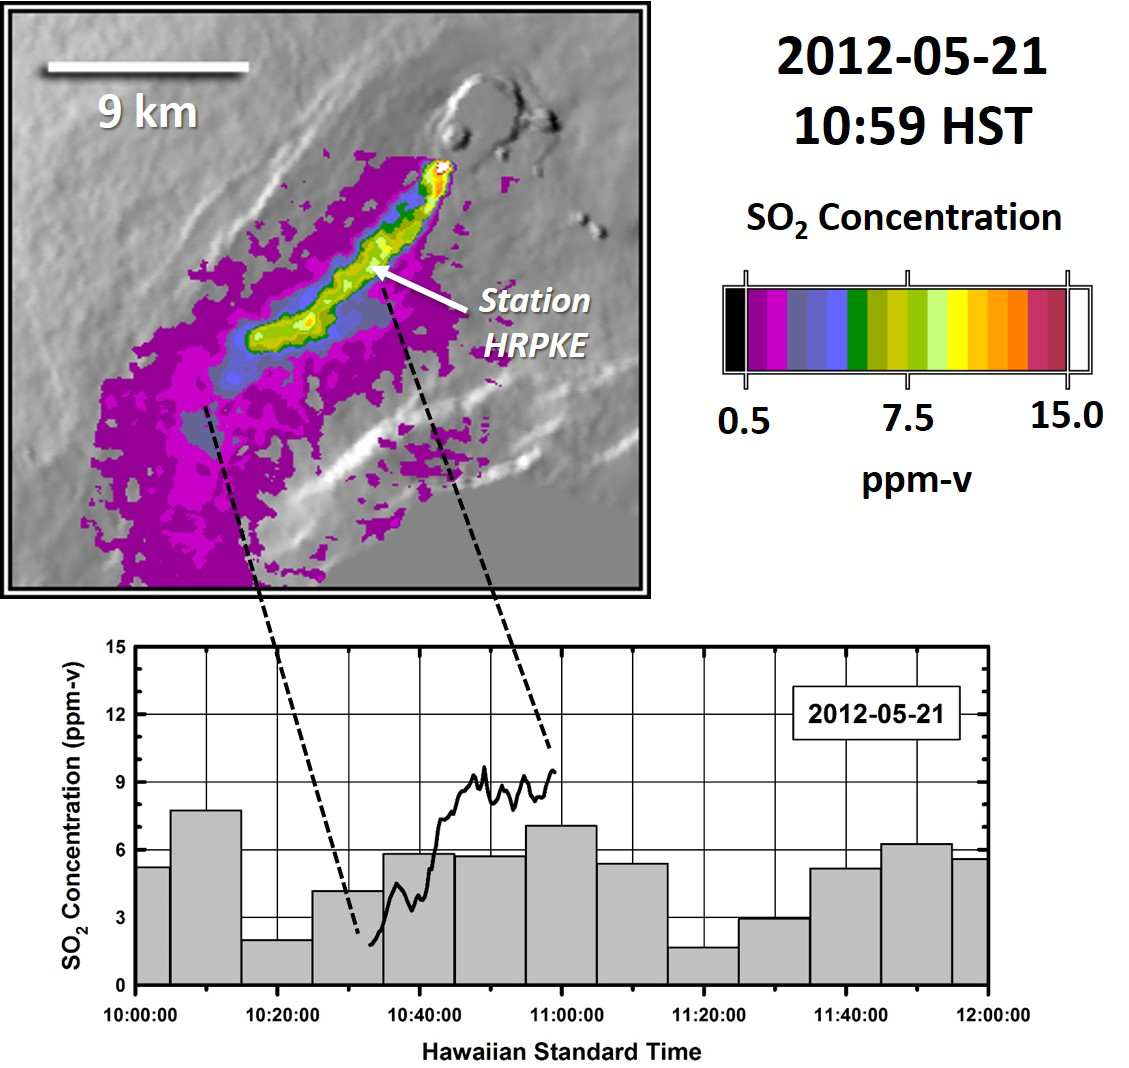 9 km
Station
HRPKE
2012-05-21
10:59 HST
SO₂ Concentration
0.5 7.5 15.0
ppm-v
SO₂ Concentration (ppm-v)
15
12
9
6
3
0
2012-05-21
10:00:00 10:20:00 10:40:00 11:00:00 11:20:00 11:40:00 12:00:00
Hawaiian Standard Time